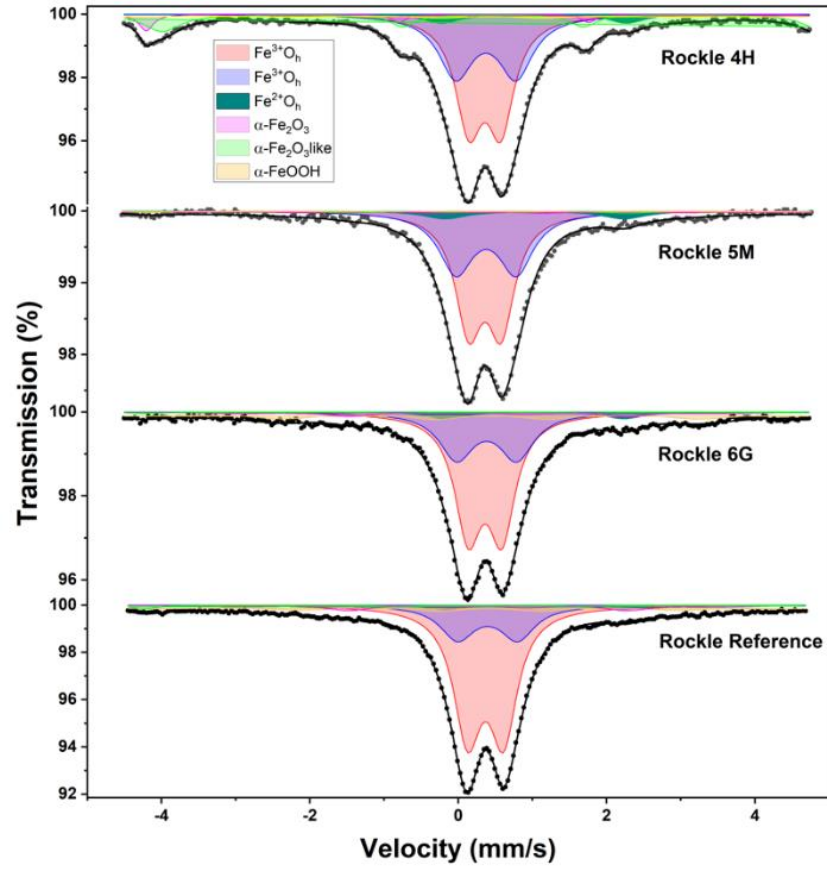 Transmission (%)
100
98
96
Rockle 4H
Fe³⁺Oₕ
Fe³⁺Oₕ
Fe²⁺Oₕ
α-Fe₂O₃
α-Fe₂O₃like
α-FeOOH
100
99
98
Rockle 5M
100
98
96
Rockle 6G
100
98
96
94
92
Rockle Reference
-4 -2 0 2 4
Velocity (mm/s)